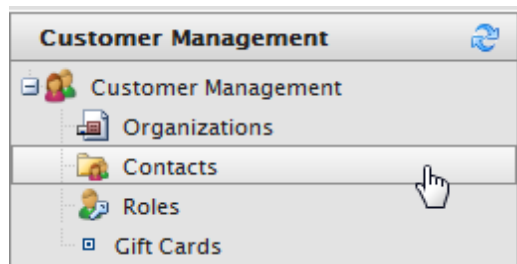 Customer Management
Customer Management
Organizations
Contacts
Roles
Gift Cards